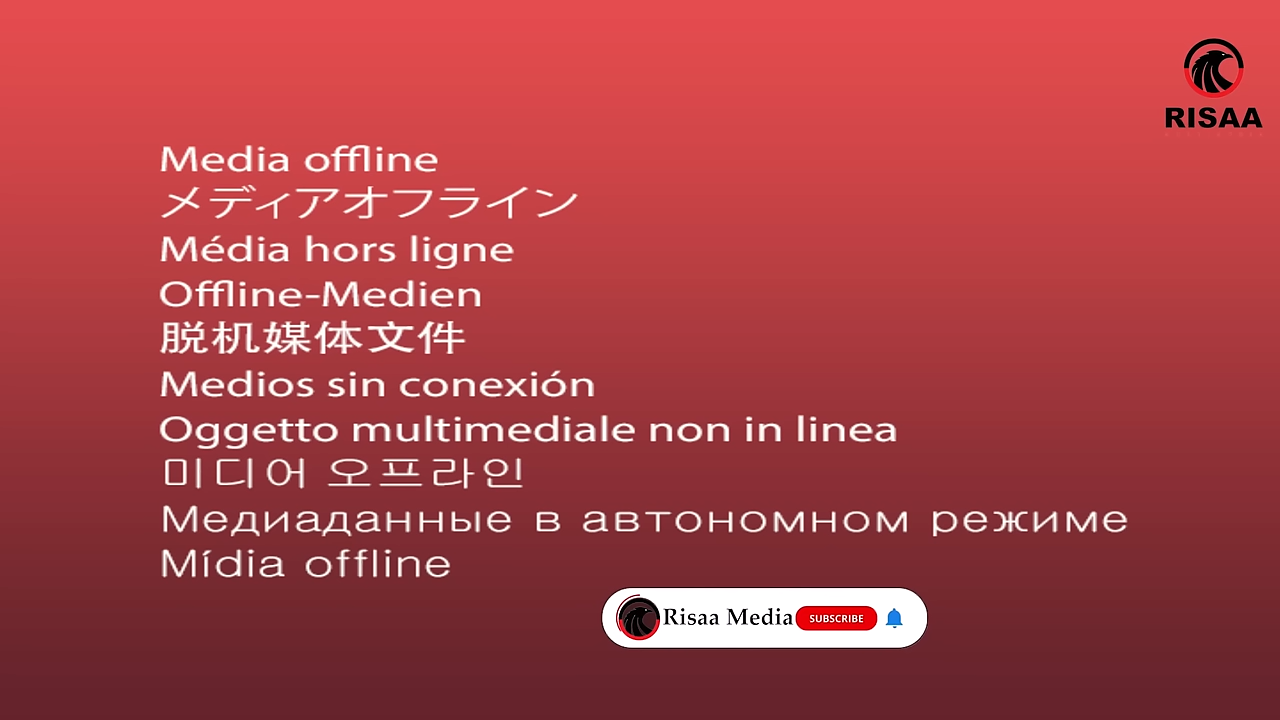 RISAA
Media offline
メディアオフライン
Média hors ligne
Offline-Medien
脱机媒体文件
Medios sin conexión
Oggetto multimediale non in linea
미디어 오프라인
Медиаданные в автономном режиме
Mídia offline
Risaa Media SUBSCRIBE